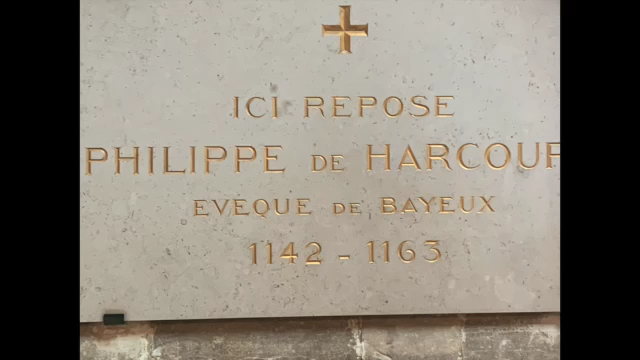 ICI REPOSE
PHILIPPE DE HARCOUR
EVEQUE DE BAYEUX
1142 - 1163